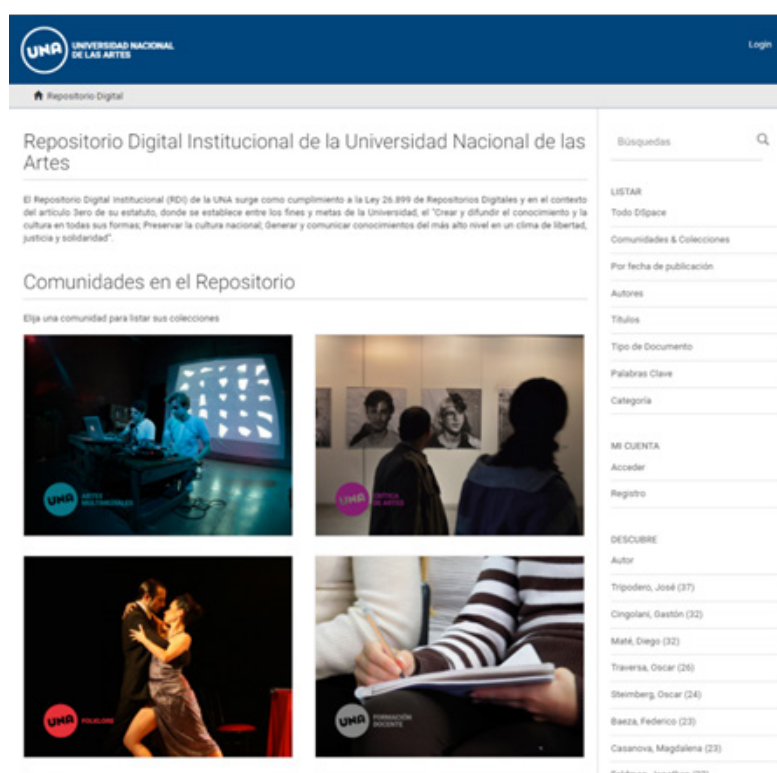 UNA UNIVERSIDAD NACIONAL
DE LAS ARTES
Login
Repositorio Digital
Repositorio Digital Institucional de la Universidad Nacional de las
Artes
El Repositorio Digital Institucional (RDI) de la UNA surge como cumplimiento a la Ley 26.899 de Repositorios Digitales y en el contexto
del artículo 3ero de su estatuto, donde se establece entre los fines y metas de la Universidad, el "Crear y difundir el conocimiento y la
cultura en todas sus formas; Preservar la cultura nacional; Generar y comunicar conocimientos del más alto nivel en un clima de libertad,
justicia y solidaridad".
Comunidades en el Repositorio
Elija una comunidad para listar sus colecciones
UNA ARTES
MULTIMEDIALES
UNA CRÍTICA
DE ARTES
UNA FOLKLORE
UNA FORMACIÓN
DOCENTE
Búsquedas
LISTAR
Todo DSpace
Comunidades & Colecciones
Por fecha de publicación
Autores
Títulos
Tipo de Documento
Palabras Clave
Categoría
MI CUENTA
Acceder
Registro
DESCUBRE
Autor
Tripodero, José (37)
Cingolani, Gastón (32)
Maté, Diego (32)
Traversa, Oscar (26)
Steimberg, Oscar (24)
Baeza, Federico (23)
Casanova, Magdalena (23)